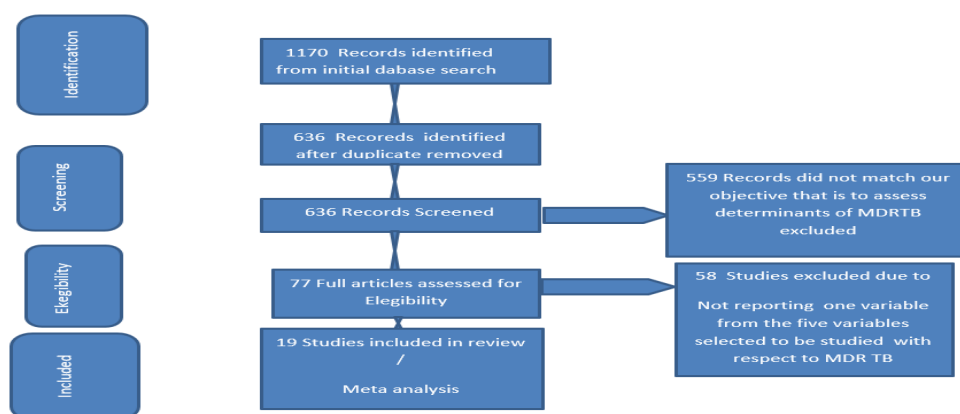 Identification
1170 Records identified
from initial dabase search
636 Recoreds identified
after duplicate removed
Screening
636 Records Screened
559 Records did not match our
objective that is to assess
determinants of MDRTB
excluded
Ekegibility
77 Full articles assessed for
Elegibility
58 Studies excluded due to
Not reporting one variable
from the five variables
selected to be studied with
respect to MDR TB
Included
19 Studies included in review
/
Meta analysis